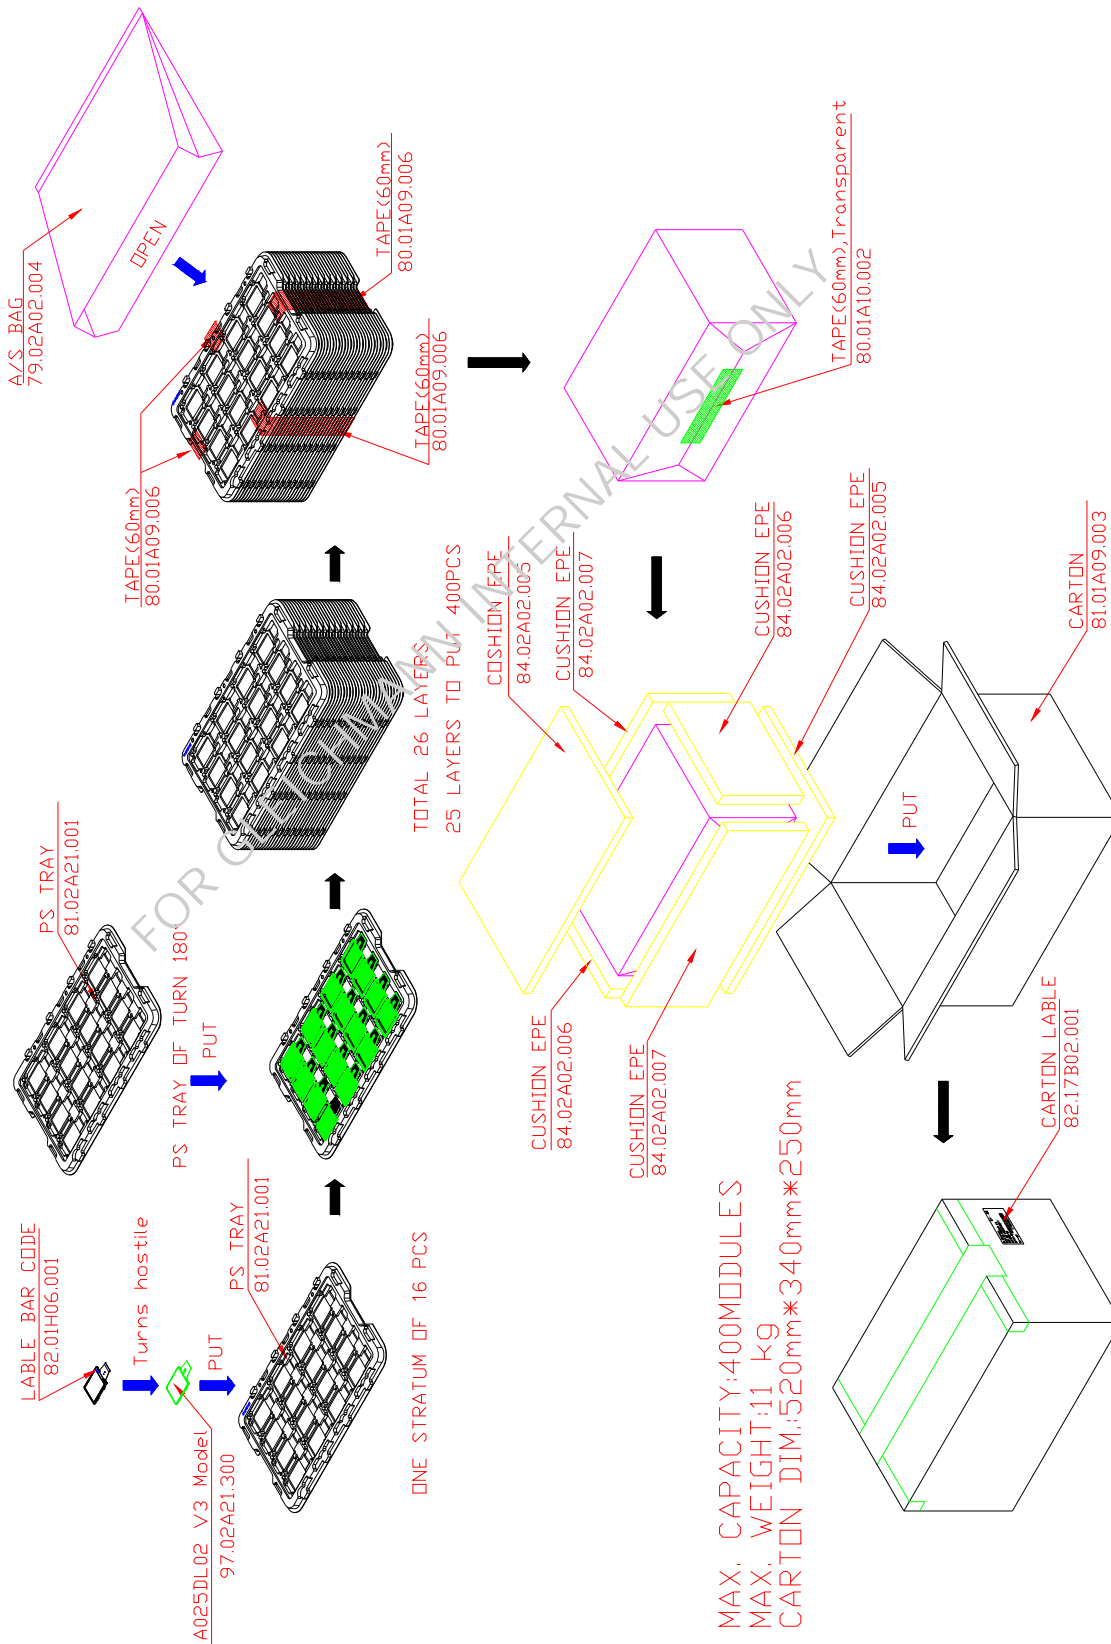 LABLE BAR CODE
82.01H06.001
Turns hostile
A025DL02 V3 Model
97.02A21.300
PUT
PS TRAY
81.02A21.001
ONE STRATUM OF 16 PCS
PS TRAY
81.02A21.001
PS TRAY OF TURN 180°
PUT
TOTAL 26 LAYERS
25 LAYERS TO PUT 400PCS
TAPE(60mm)
80.01A09.006
TAPE(60mm)
80.01A09.006
TAPE(60mm)
80.01A09.006
A/S BAG
79.02A02.004
OPEN
TAPE(60mm),Transparent
80.01A10.002
CUSHION EPE
84.02A02.005
CUSHION EPE
84.02A02.007
CUSHION EPE
84.02A02.006
CUSHION EPE
84.02A02.005
CUSHION EPE
84.02A02.006
CUSHION EPE
84.02A02.007
PUT
CARTON
81.01A09.003
CARTON LABLE
82.17B02.001
MAX. CAPACITY:400MODULES
MAX. WEIGHT:11 kg
CARTON DIM.:520mm*340mm*250mm
FOR GLETCHMANN INTERNAL USE ONLY